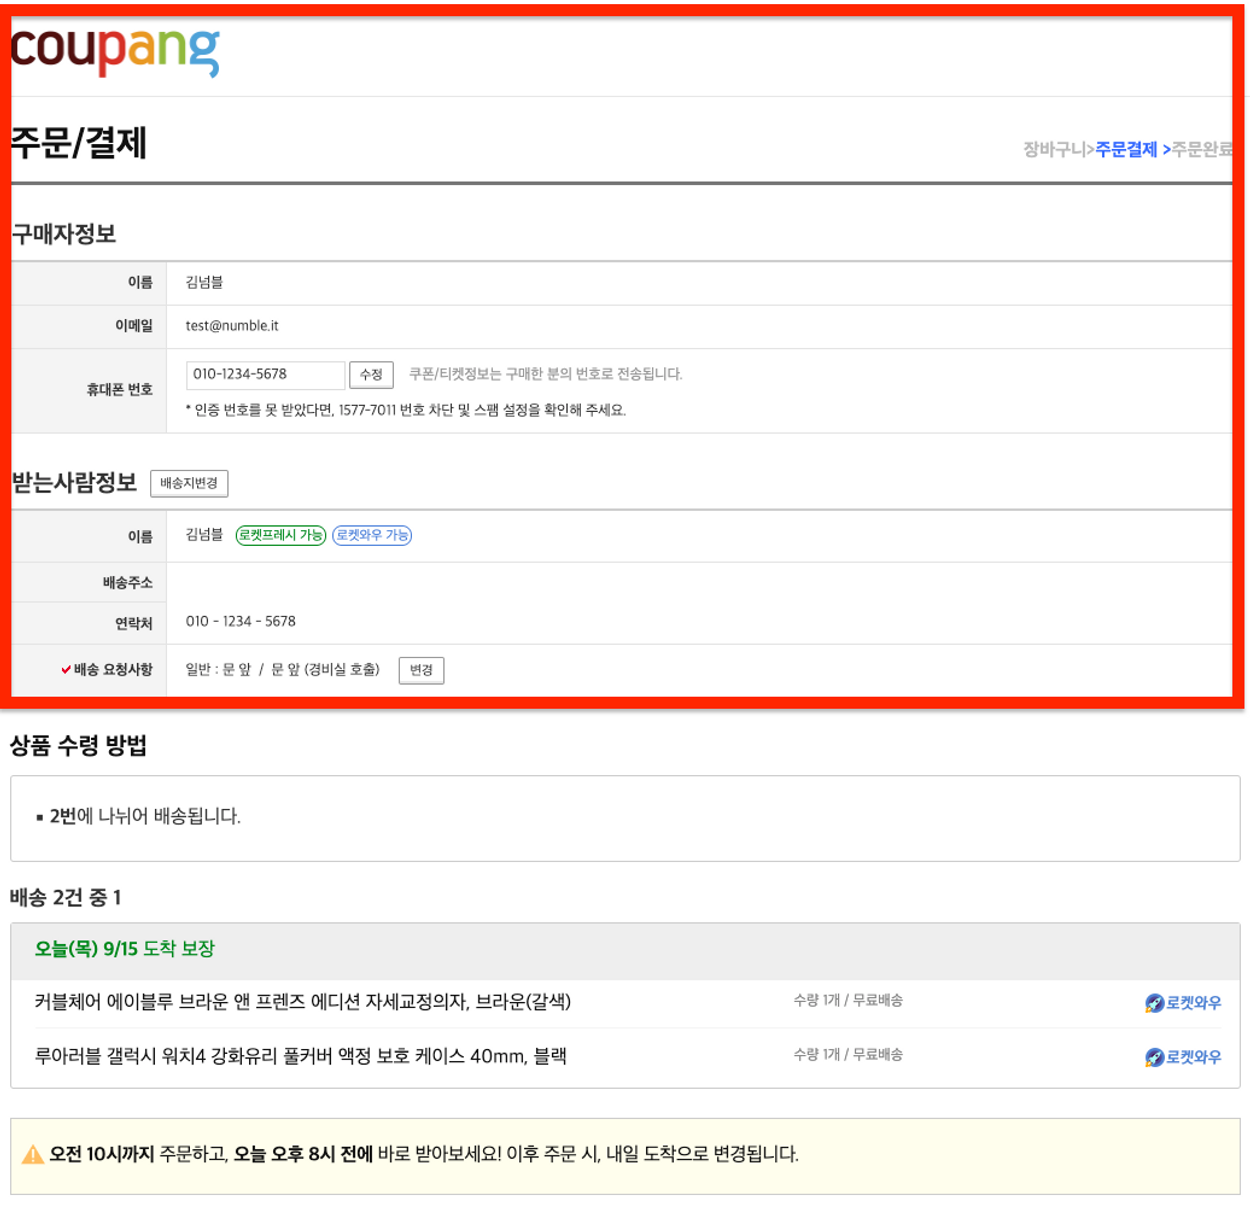 coupang
주문/결제
장바구니>주문결제 >주문완료
구매자정보
이름 김넘블
이메일 test@numble.it
휴대폰 번호 010-1234-5678 수정 쿠폰/티켓정보는 구매한 분의 번호로 전송됩니다.
* 인증 번호를 못 받았다면, 1577-7011 번호 차단 및 스팸 설정을 확인해 주세요.
받는사람정보 배송지변경
이름 김넘블 로켓프레시 가능 로켓와우 가능
배송주소
연락처 010 - 1234 - 5678
배송 요청사항 일반 : 문 앞 / 문 앞 (경비실 호출) 변경
상품 수령 방법
▪ 2번에 나뉘어 배송됩니다.
배송 2건 중 1
오늘(목) 9/15 도착 보장
커블체어 에이블루 브라운 앤 프렌즈 에디션 자세교정의자, 브라운(갈색) 수량 1개 / 무료배송 로켓와우
루아러블 갤럭시 워치4 강화유리 풀커버 액정 보호 케이스 40mm, 블랙 수량 1개 / 무료배송 로켓와우
오전 10시까지 주문하고, 오늘 오후 8시 전에 바로 받아보세요! 이후 주문 시, 내일 도착으로 변경됩니다.